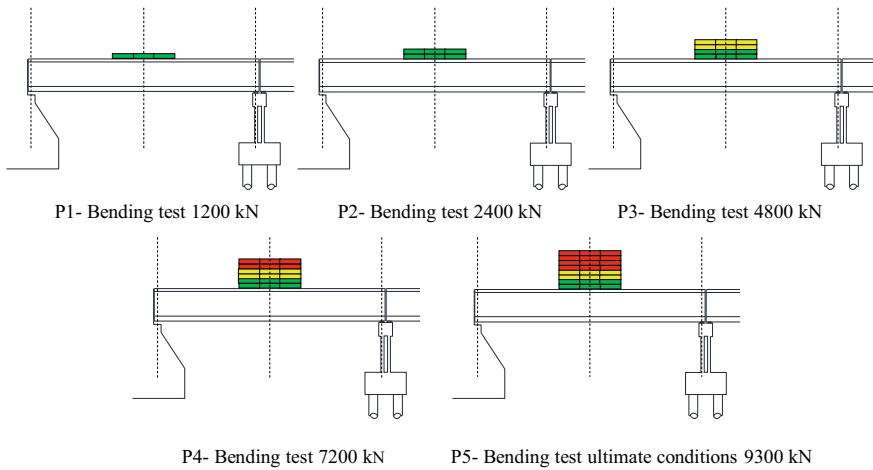 P1- Bending test 1200 kN
P2- Bending test 2400 kN
P3- Bending test 4800 kN
P4- Bending test 7200 kN
P5- Bending test ultimate conditions 9300 kN